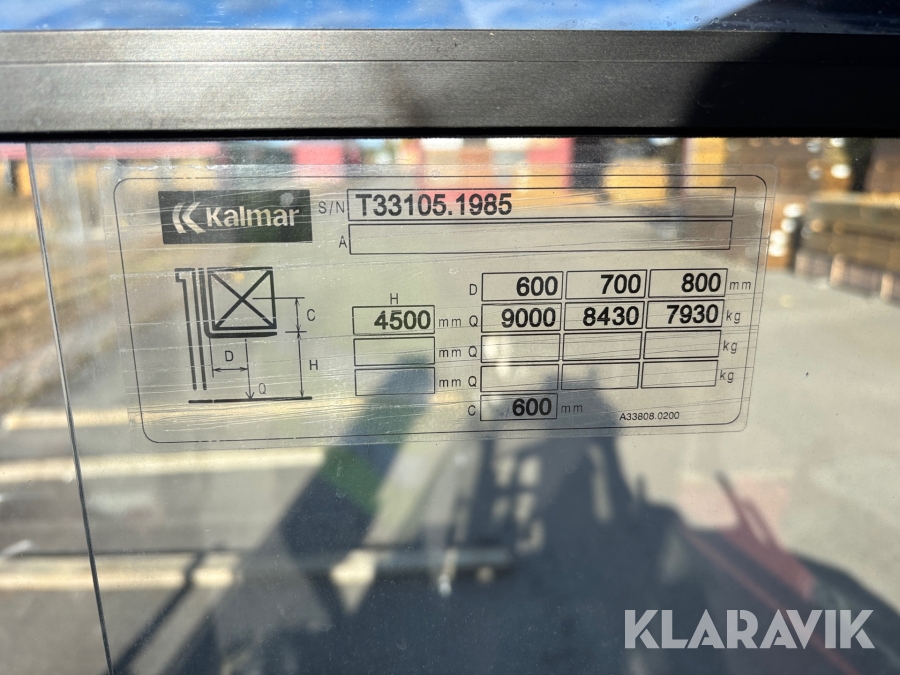 Kalmar S/N T33105.1985
A
D 600 700 800 mm
H
4500 mm Q 9000 8430 7930 kg
mm Q kg
mm Q kg
C 600 mm
A33808.0200
C
D
H
Q
KLARAVIK